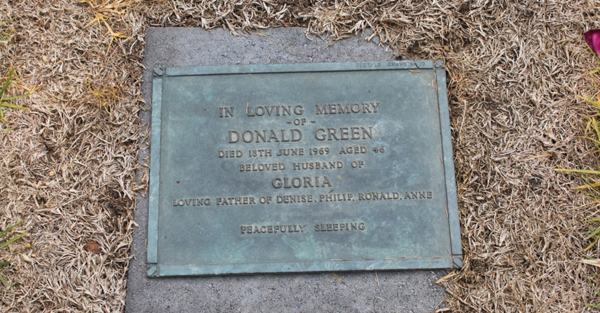 IN LOVING MEMORY
-OF-
DONALD GREEN
DIED 18TH JUNE 1969 AGED 46
BELOVED HUSBAND OF
GLORIA
LOVING FATHER OF DENISE, PHILIP, RONALD, ANNE
PEACEFULLY SLEEPING